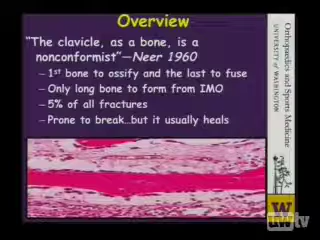 Overview
“The clavicle, as a bone, is a
nonconformist”—Neer 1960
– 1st bone to ossify and the last to fuse
– Only long bone to form from IMO
– 5% of all fractures
– Prone to break…but it usually heals
Orthopaedics and Sports Medicine
UNIVERSITY of WASHINGTON
W
uwtv